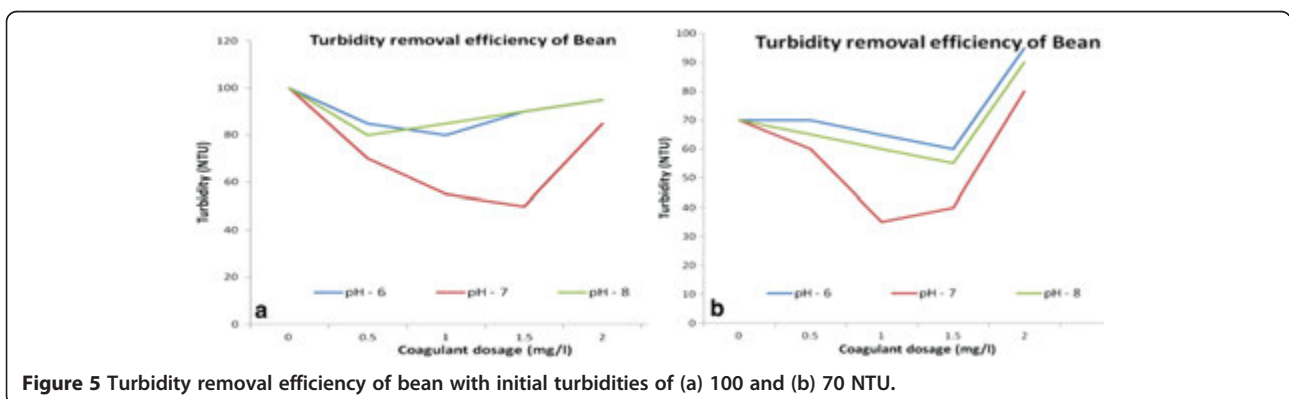 Turbidity removal efficiency of Bean
120
100
80
60
40
20
0
Turbidity (NTU)
pH - 6 pH - 7 pH - 8
a
0 0.5 1 1.5 2
Coagulant dosage (mg/l)
Turbidity removal efficiency of Bean
100
90
80
70
60
50
40
30
20
10
0
Turbidity (NTU)
pH - 6 pH - 7 pH - 8
b
0 0.5 1 1.5 2
Coagulant dosage (mg/l)
Figure 5 Turbidity removal efficiency of bean with initial turbidities of (a) 100 and (b) 70 NTU.